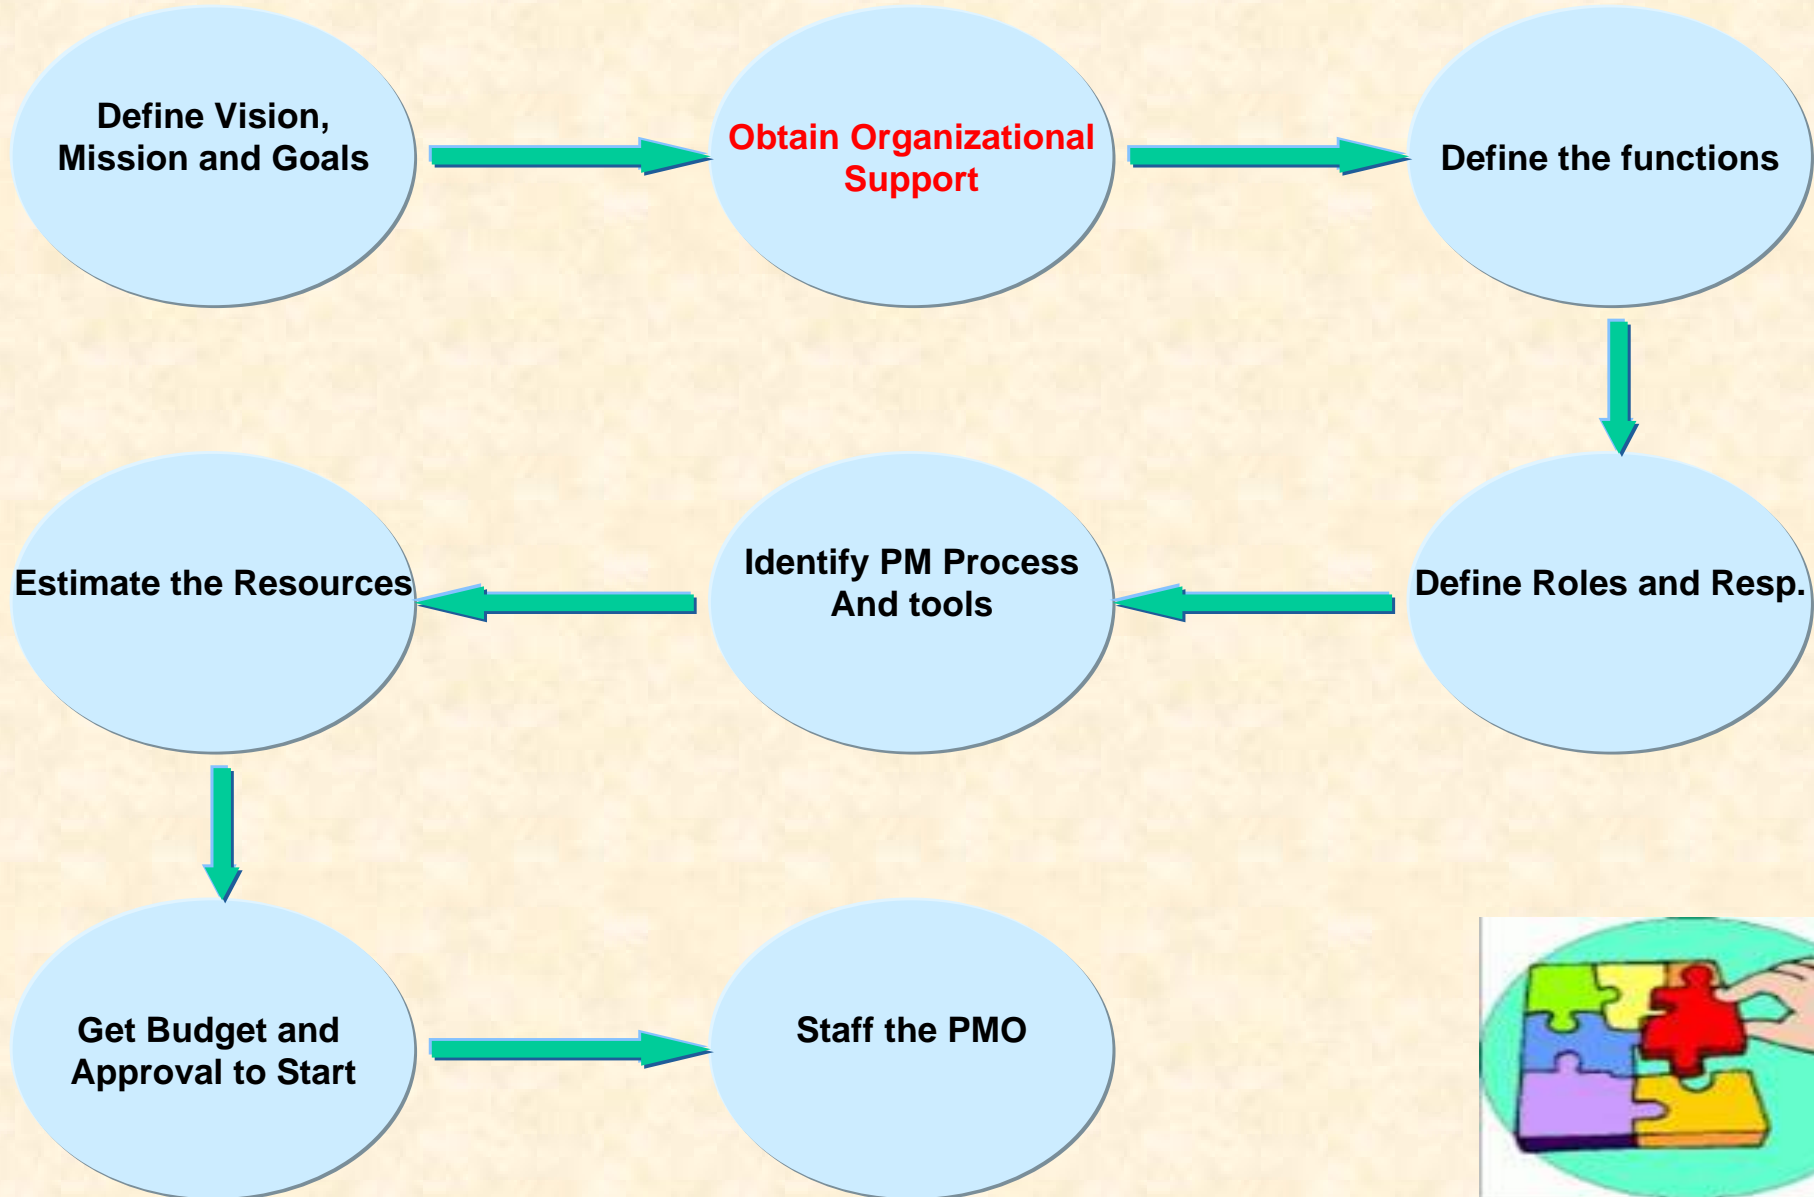 Define Vision,
Mission and Goals
Obtain Organizational
Support
Define the functions
Define Roles and Resp.
Identify PM Process
And tools
Estimate the Resources
Get Budget and
Approval to Start
Staff the PMO